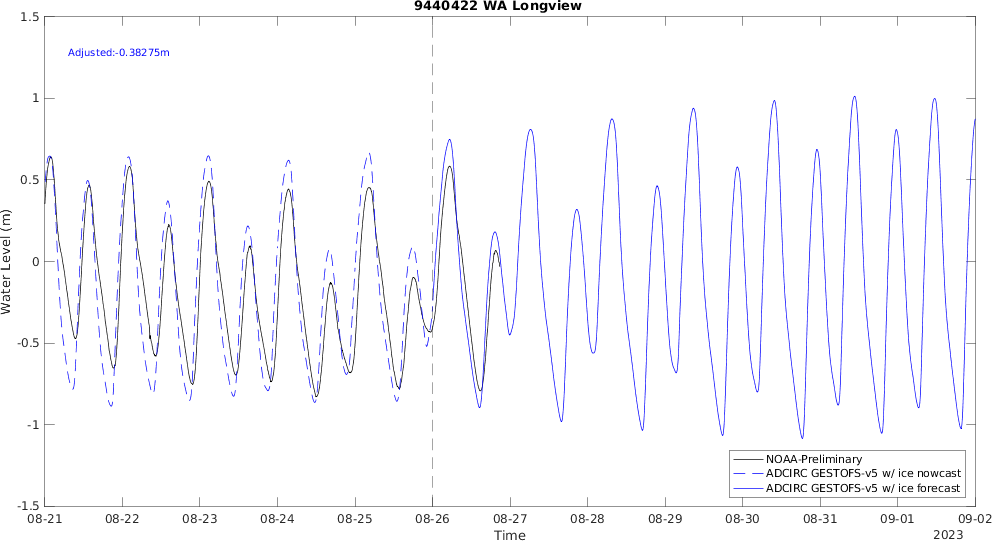 9440422 WA Longview
Adjusted:-0.38275m
1.5
1
0.5
0
-0.5
-1
-1.5
Water Level (m)
NOAA-Preliminary
ADCIRC GESTOFS-v5 w/ ice nowcast
ADCIRC GESTOFS-v5 w/ ice forecast
08-21 08-22 08-23 08-24 08-25 08-26 08-27 08-28 08-29 08-30 08-31 09-01 09-02
Time
2023